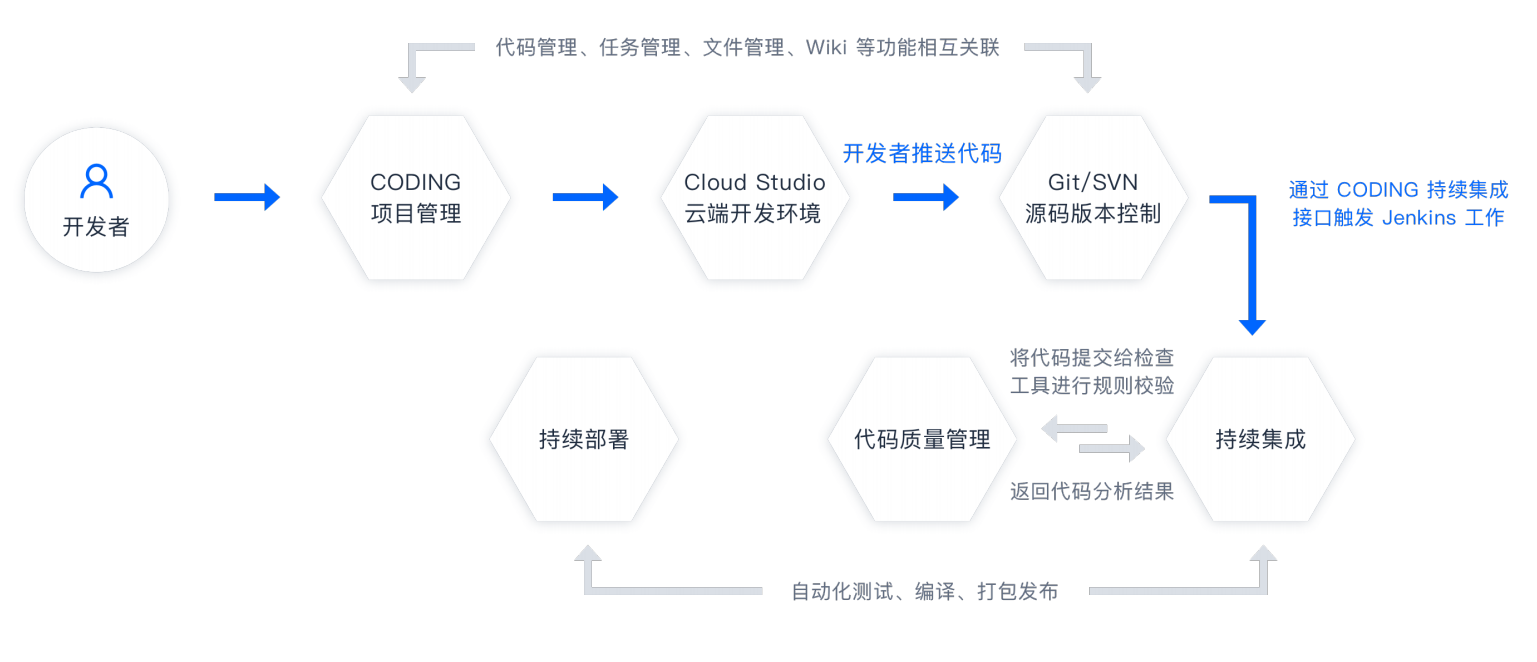 代码管理、任务管理、文件管理、Wiki 等功能相互关联
开发者
CODING
项目管理
Cloud Studio
云端开发环境
开发者推送代码
Git/SVN
源码版本控制
通过 CODING 持续集成
接口触发 Jenkins 工作
持续部署
代码质量管理
将代码提交给检查
工具进行规则校验
返回代码分析结果
持续集成
自动化测试、编译、打包发布